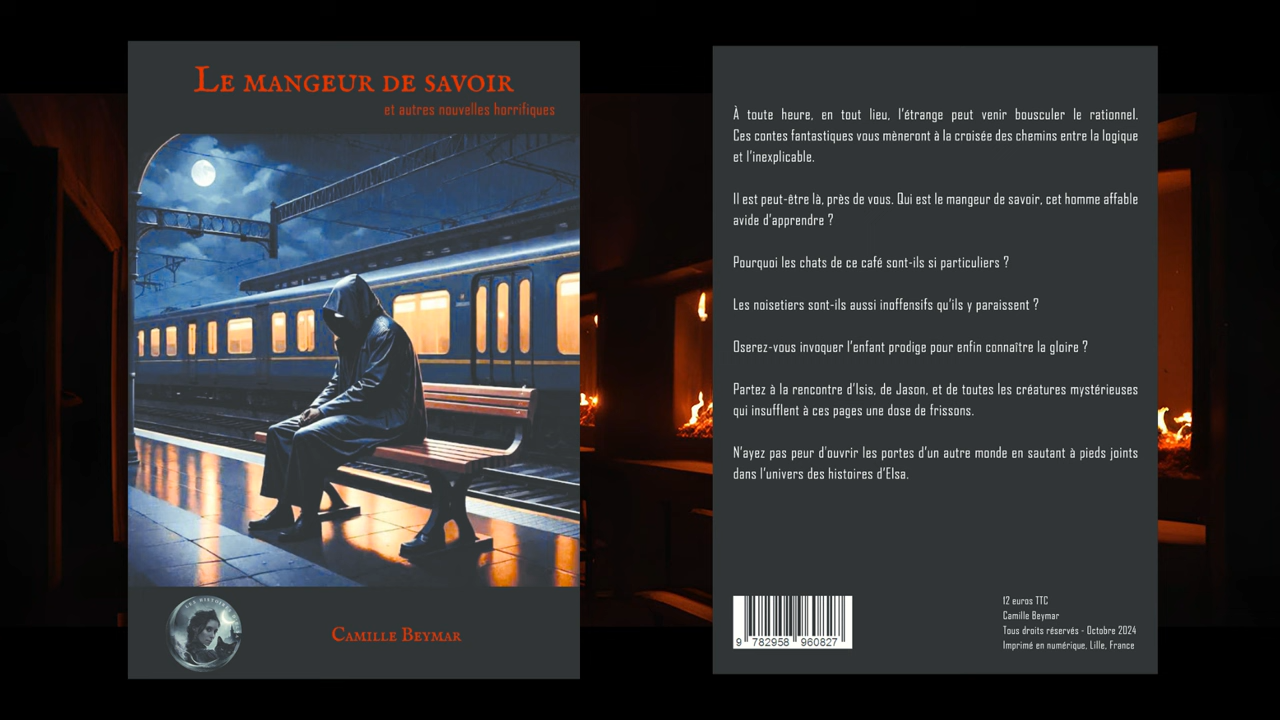 Le mangeur de savoir
et autres nouvelles horrifiques
LES HISTOIRES
Camille Beymar
À toute heure, en tout lieu, l'étrange peut venir bousculer le rationnel.
Ces contes fantastiques vous mèneront à la croisée des chemins entre la logique
et l'inexplicable.
Il est peut-être là, près de vous. Qui est le mangeur de savoir, cet homme affable
avide d'apprendre ?
Pourquoi les chats de ce café sont-ils si particuliers ?
Les noisetiers sont-ils aussi inoffensifs qu'ils y paraissent ?
Oserez-vous invoquer l'enfant prodige pour enfin connaître la gloire ?
Partez à la rencontre d'Isis, de Jason, et de toutes les créatures mystérieuses
qui insufflent à ces pages une dose de frissons.
N'ayez pas peur d'ouvrir les portes d'un autre monde en sautant à pieds joints
dans l'univers des histoires d'Elsa.
9 782958 960827
12 euros TTC
Camille Beymar
Tous droits réservés - Octobre 2024
Imprimé en numérique, Lille, France